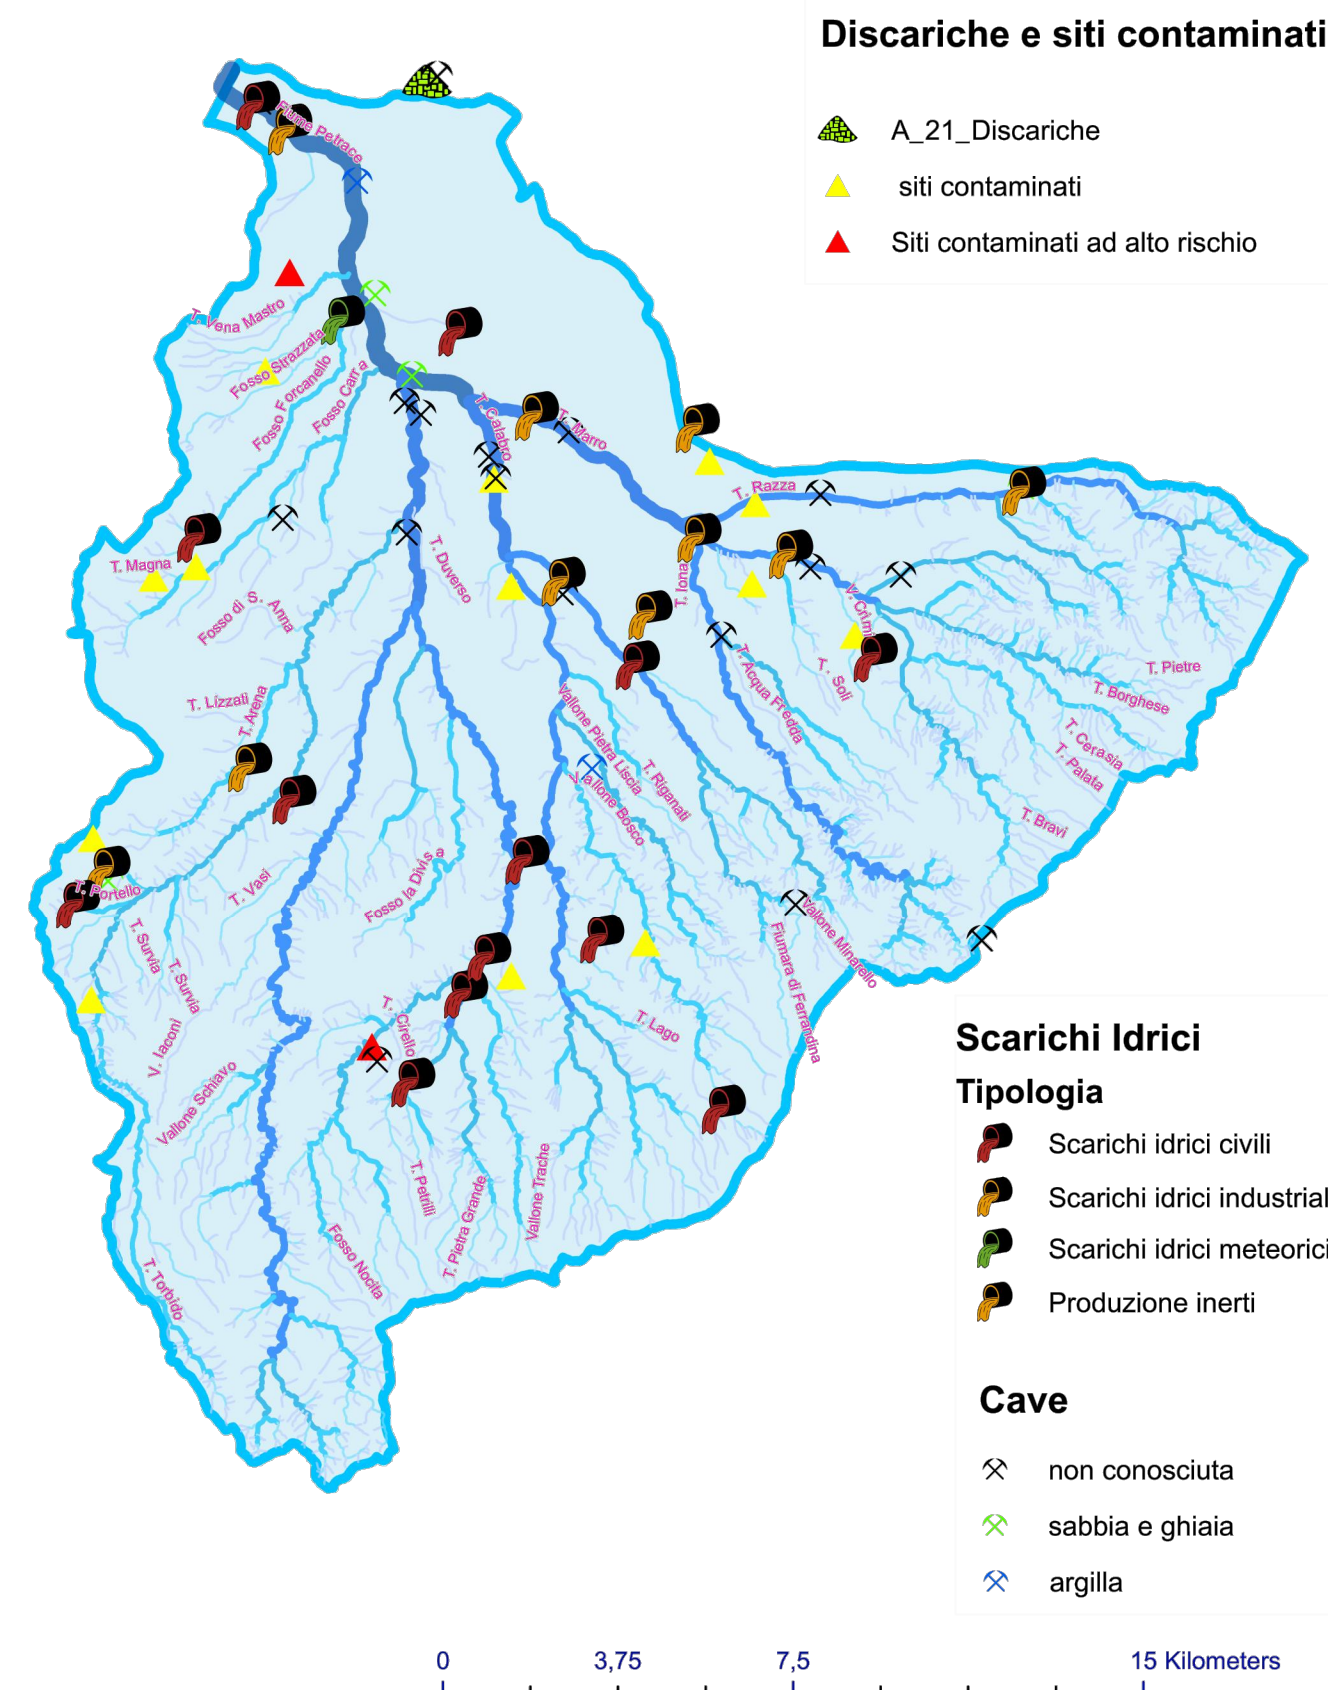 Discariche e siti contaminati
A_21_Discariche
siti contaminati
Siti contaminati ad alto rischio
Fiume Petrace
T. Vena Mastro
Fosso Strazzata
Fosso Forcanello
Fosso Carra
T. Calabro
T. Marro
T. Razza
T. Magna
Fosso di S. Anna
T. Duverso
T. Iona
V. Crimi
T. Lizzati
T. Arena
T. Acqua Fredda
T. Soli
T. Pietre
T. Borghese
T. Cerasia
T. Palata
T. Bravi
Vallone Pietra Liscia
T. Riganati
Vallone Bosco
T. Portello
T. Vasi
Fosso la Divisa
T. Survia
T. Survia
V. Iaconi
Vallone Schiavo
T. Cirello
T. Lago
Fiumara di Ferrandina
Vallone Minarello
T. Petrilli
T. Pietra Grande
Vallone Trache
Fosso Nocita
T. Torbido
Scarichi Idrici
Tipologia
Scarichi idrici civili
Scarichi idrici industrial
Scarichi idrici meteorici
Produzione inerti
Cave
non conosciuta
sabbia e ghiaia
argilla
0 3,75 7,5 15 Kilometers